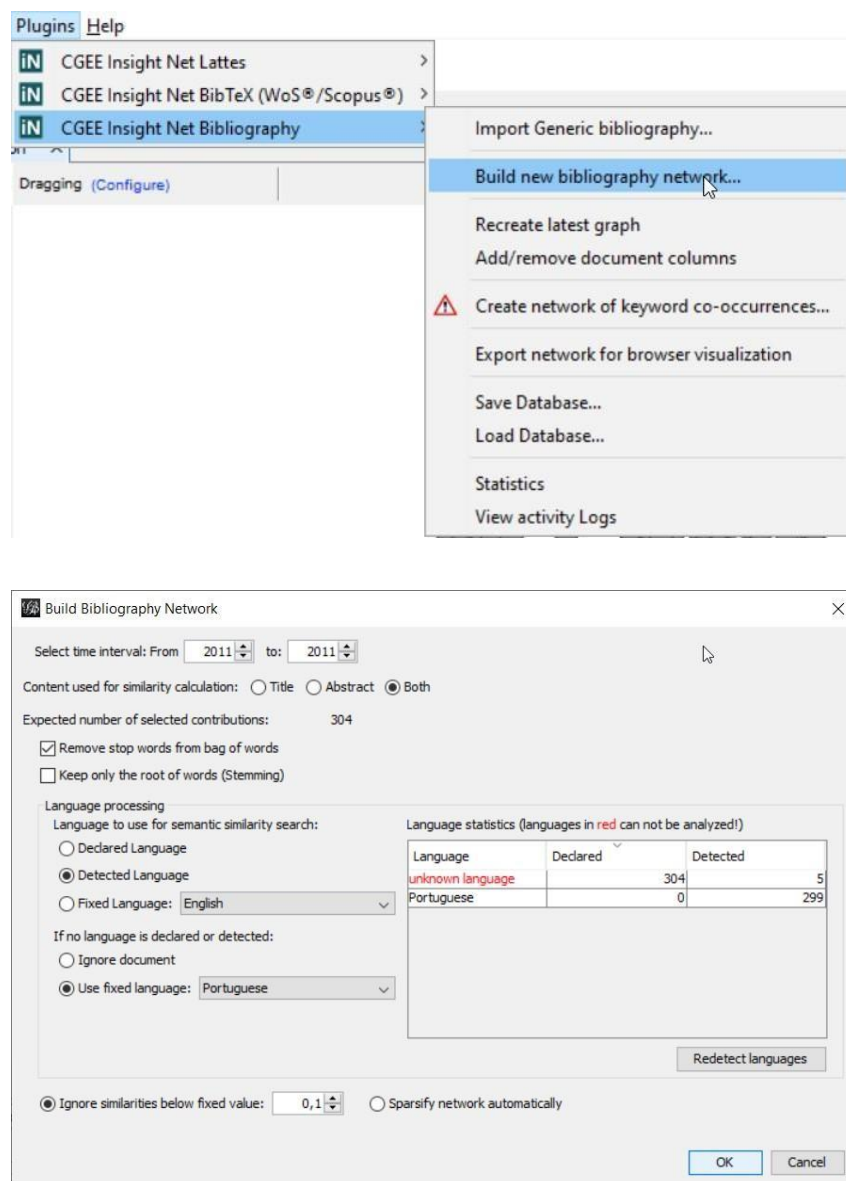 Plugins Help
iN CGEE Insight Net Lattes >
iN CGEE Insight Net BibTeX (WoS®/Scopus®) >
iN CGEE Insight Net Bibliography
Import Generic bibliography...
Dragging (Configure)
Build new bibliography network...
Recreate latest graph
Add/remove document columns
Create network of keyword co-occurrences...
Export network for browser visualization
Save Database...
Load Database...
Statistics
View activity Logs
Build Bibliography Network
Select time interval: From 2011 to: 2011
Content used for similarity calculation: Title Abstract Both
Expected number of selected contributions: 304
Remove stop words from bag of words
Keep only the root of words (Stemming)
Language processing
Language to use for semantic similarity search:
Declared Language
Detected Language
Fixed Language: English
If no language is declared or detected:
Ignore document
Use fixed language: Portuguese
Language statistics (languages in red can not be analyzed!)
Language Declared Detected
unknown language 304 5
Portuguese 0 299
Redetect languages
Ignore similarities below fixed value: 0,1 Sparsify network automatically
OK Cancel